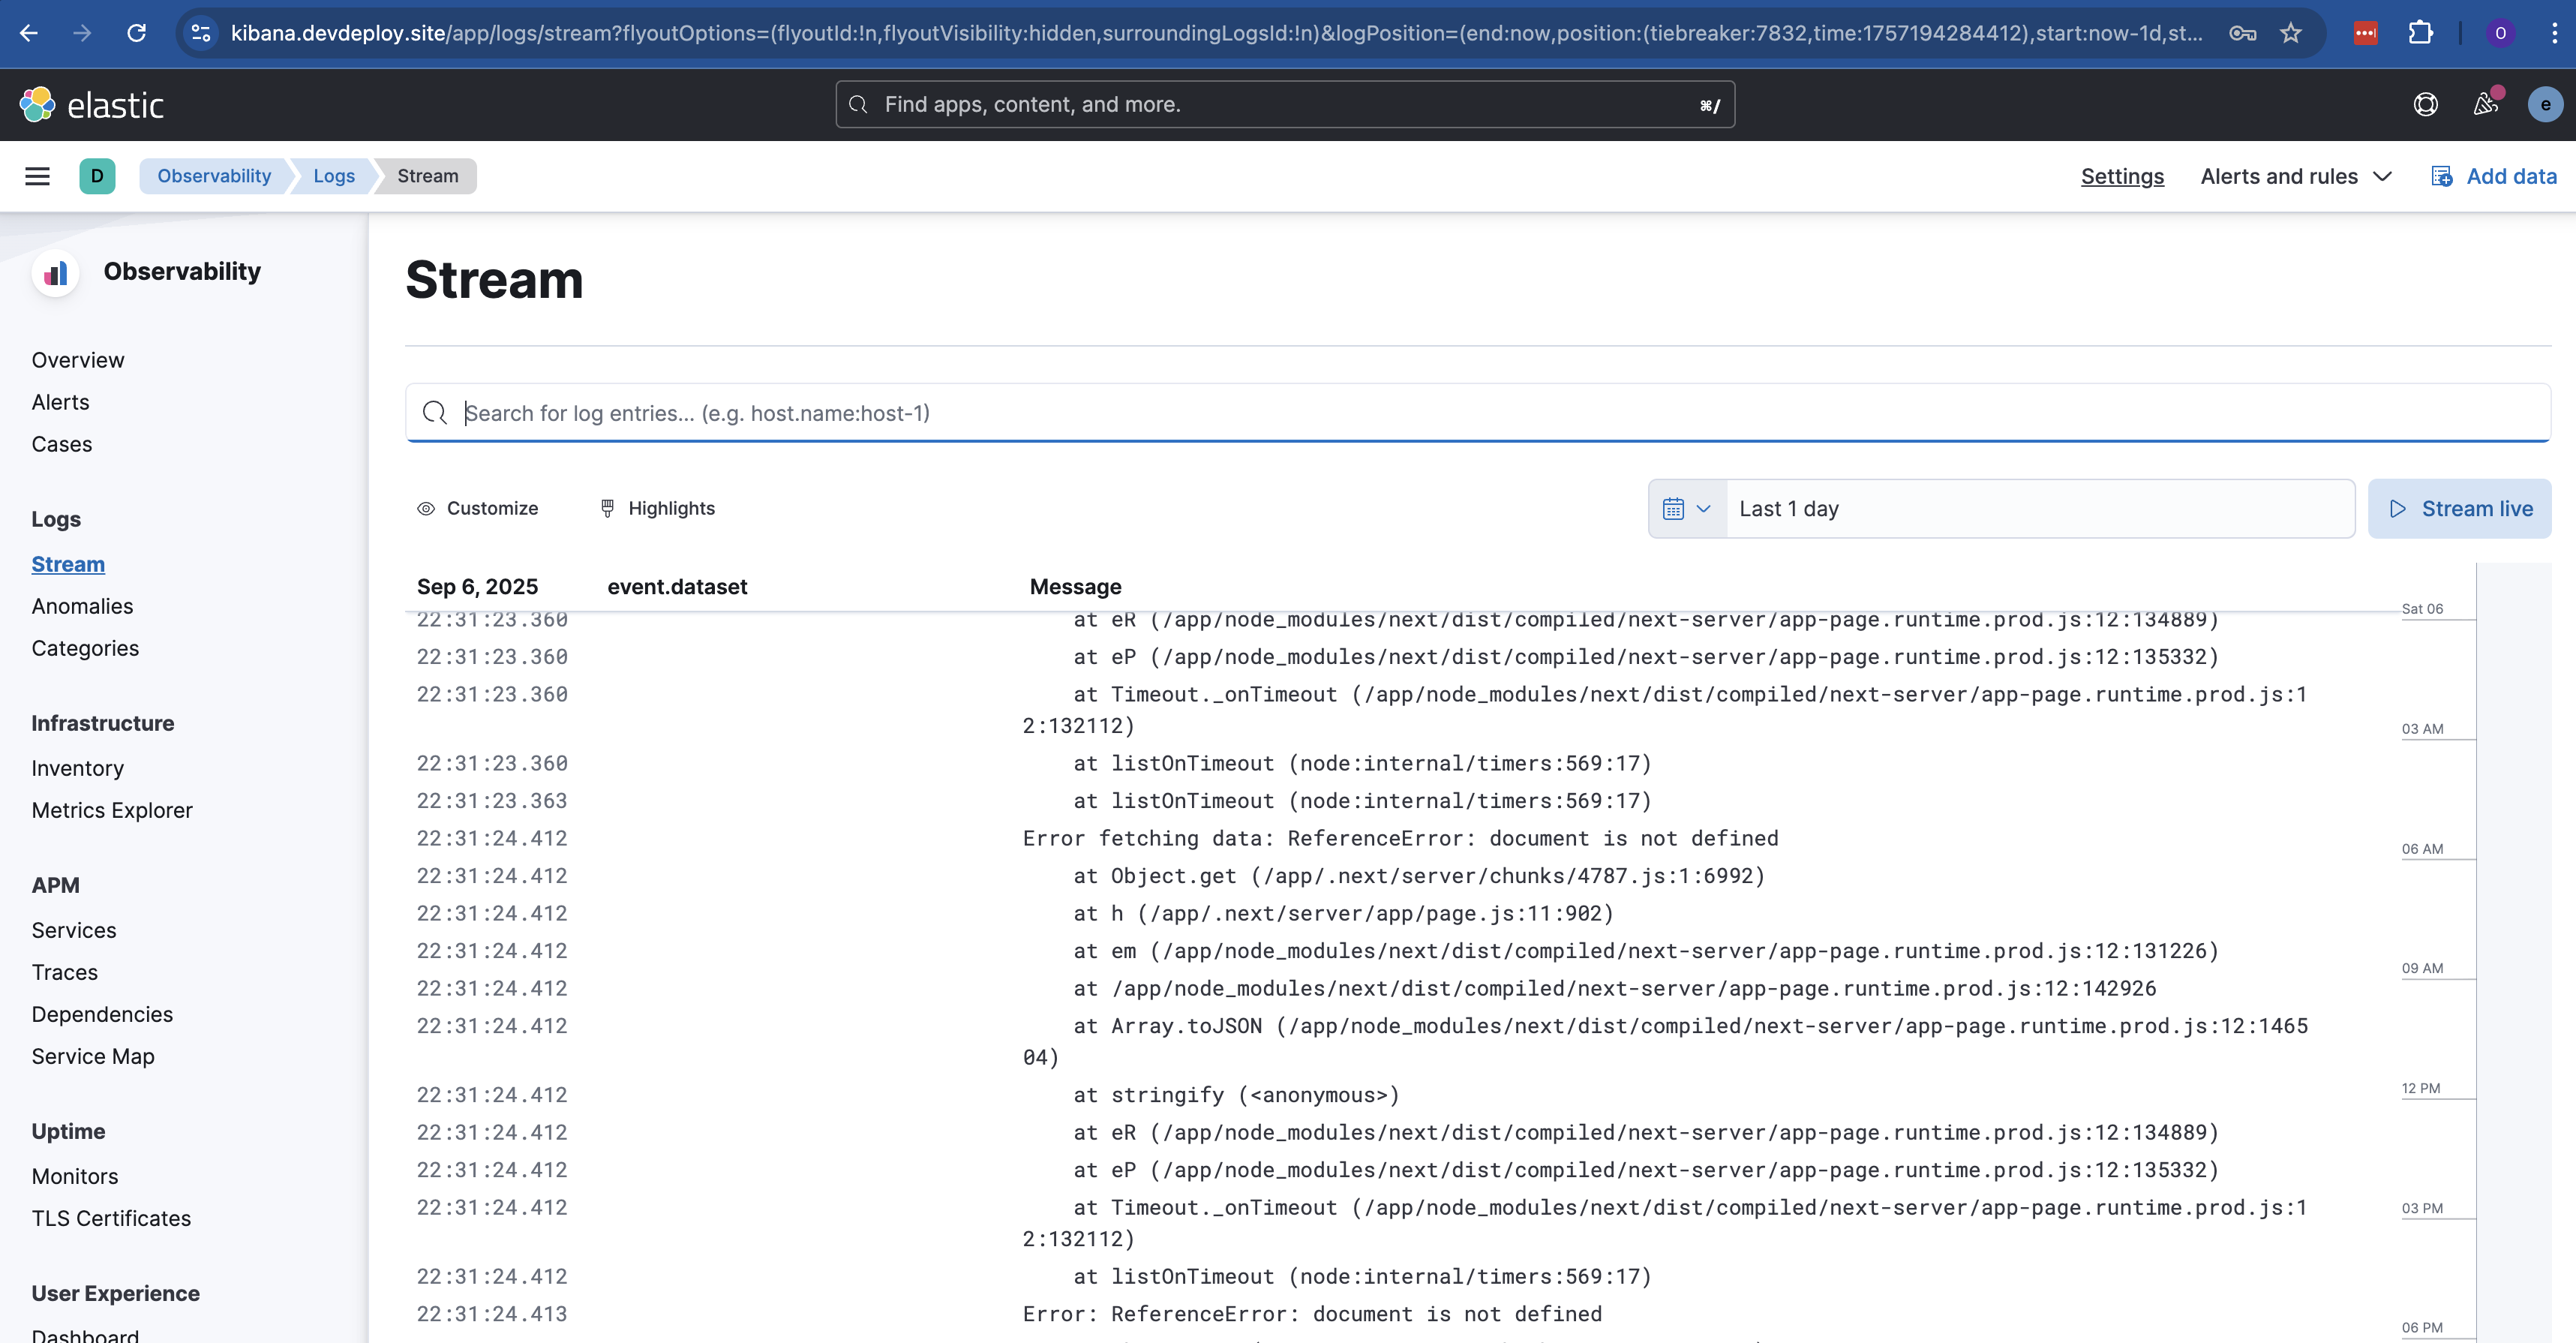 kibana.devdeploy.site/app/logs/stream?flyoutOptions=(flyoutId:!n,flyoutVisibility:hidden,surroundingLogsId:!n)&logPosition=(end:now,position:(tiebreaker:7832,time:1757194284412),start:now-1d,st...
O
elastic
Find apps, content, and more.
⌘/
e
D
Observability
Logs
Stream
Settings
Alerts and rules
Add data
Observability
Overview
Alerts
Cases
Logs
Stream
Anomalies
Categories
Infrastructure
Inventory
Metrics Explorer
APM
Services
Traces
Dependencies
Service Map
Uptime
Monitors
TLS Certificates
User Experience
Dashboard
Stream
Search for log entries... (e.g. host.name:host-1)
Customize
Highlights
Last 1 day
Stream live
Sep 6, 2025 event.dataset Message
22:31:23.360 at eR (/app/node_modules/next/dist/compiled/next-server/app-page.runtime.prod.js:12:134889)
22:31:23.360 at eP (/app/node_modules/next/dist/compiled/next-server/app-page.runtime.prod.js:12:135332)
22:31:23.360 at Timeout._onTimeout (/app/node_modules/next/dist/compiled/next-server/app-page.runtime.prod.js:1
2:132112)
22:31:23.360 at listOnTimeout (node:internal/timers:569:17)
22:31:23.363 at listOnTimeout (node:internal/timers:569:17)
22:31:24.412 Error fetching data: ReferenceError: document is not defined
22:31:24.412 at Object.get (/app/.next/server/chunks/4787.js:1:6992)
22:31:24.412 at h (/app/.next/server/app/page.js:11:902)
22:31:24.412 at em (/app/node_modules/next/dist/compiled/next-server/app-page.runtime.prod.js:12:131226)
22:31:24.412 at /app/node_modules/next/dist/compiled/next-server/app-page.runtime.prod.js:12:142926
22:31:24.412 at Array.toJSON (/app/node_modules/next/dist/compiled/next-server/app-page.runtime.prod.js:12:1465
04)
22:31:24.412 at stringify (<anonymous>)
22:31:24.412 at eR (/app/node_modules/next/dist/compiled/next-server/app-page.runtime.prod.js:12:134889)
22:31:24.412 at eP (/app/node_modules/next/dist/compiled/next-server/app-page.runtime.prod.js:12:135332)
22:31:24.412 at Timeout._onTimeout (/app/node_modules/next/dist/compiled/next-server/app-page.runtime.prod.js:1
2:132112)
22:31:24.412 at listOnTimeout (node:internal/timers:569:17)
22:31:24.413 Error: ReferenceError: document is not defined
Sat 06
03 AM
06 AM
09 AM
12 PM
03 PM
06 PM